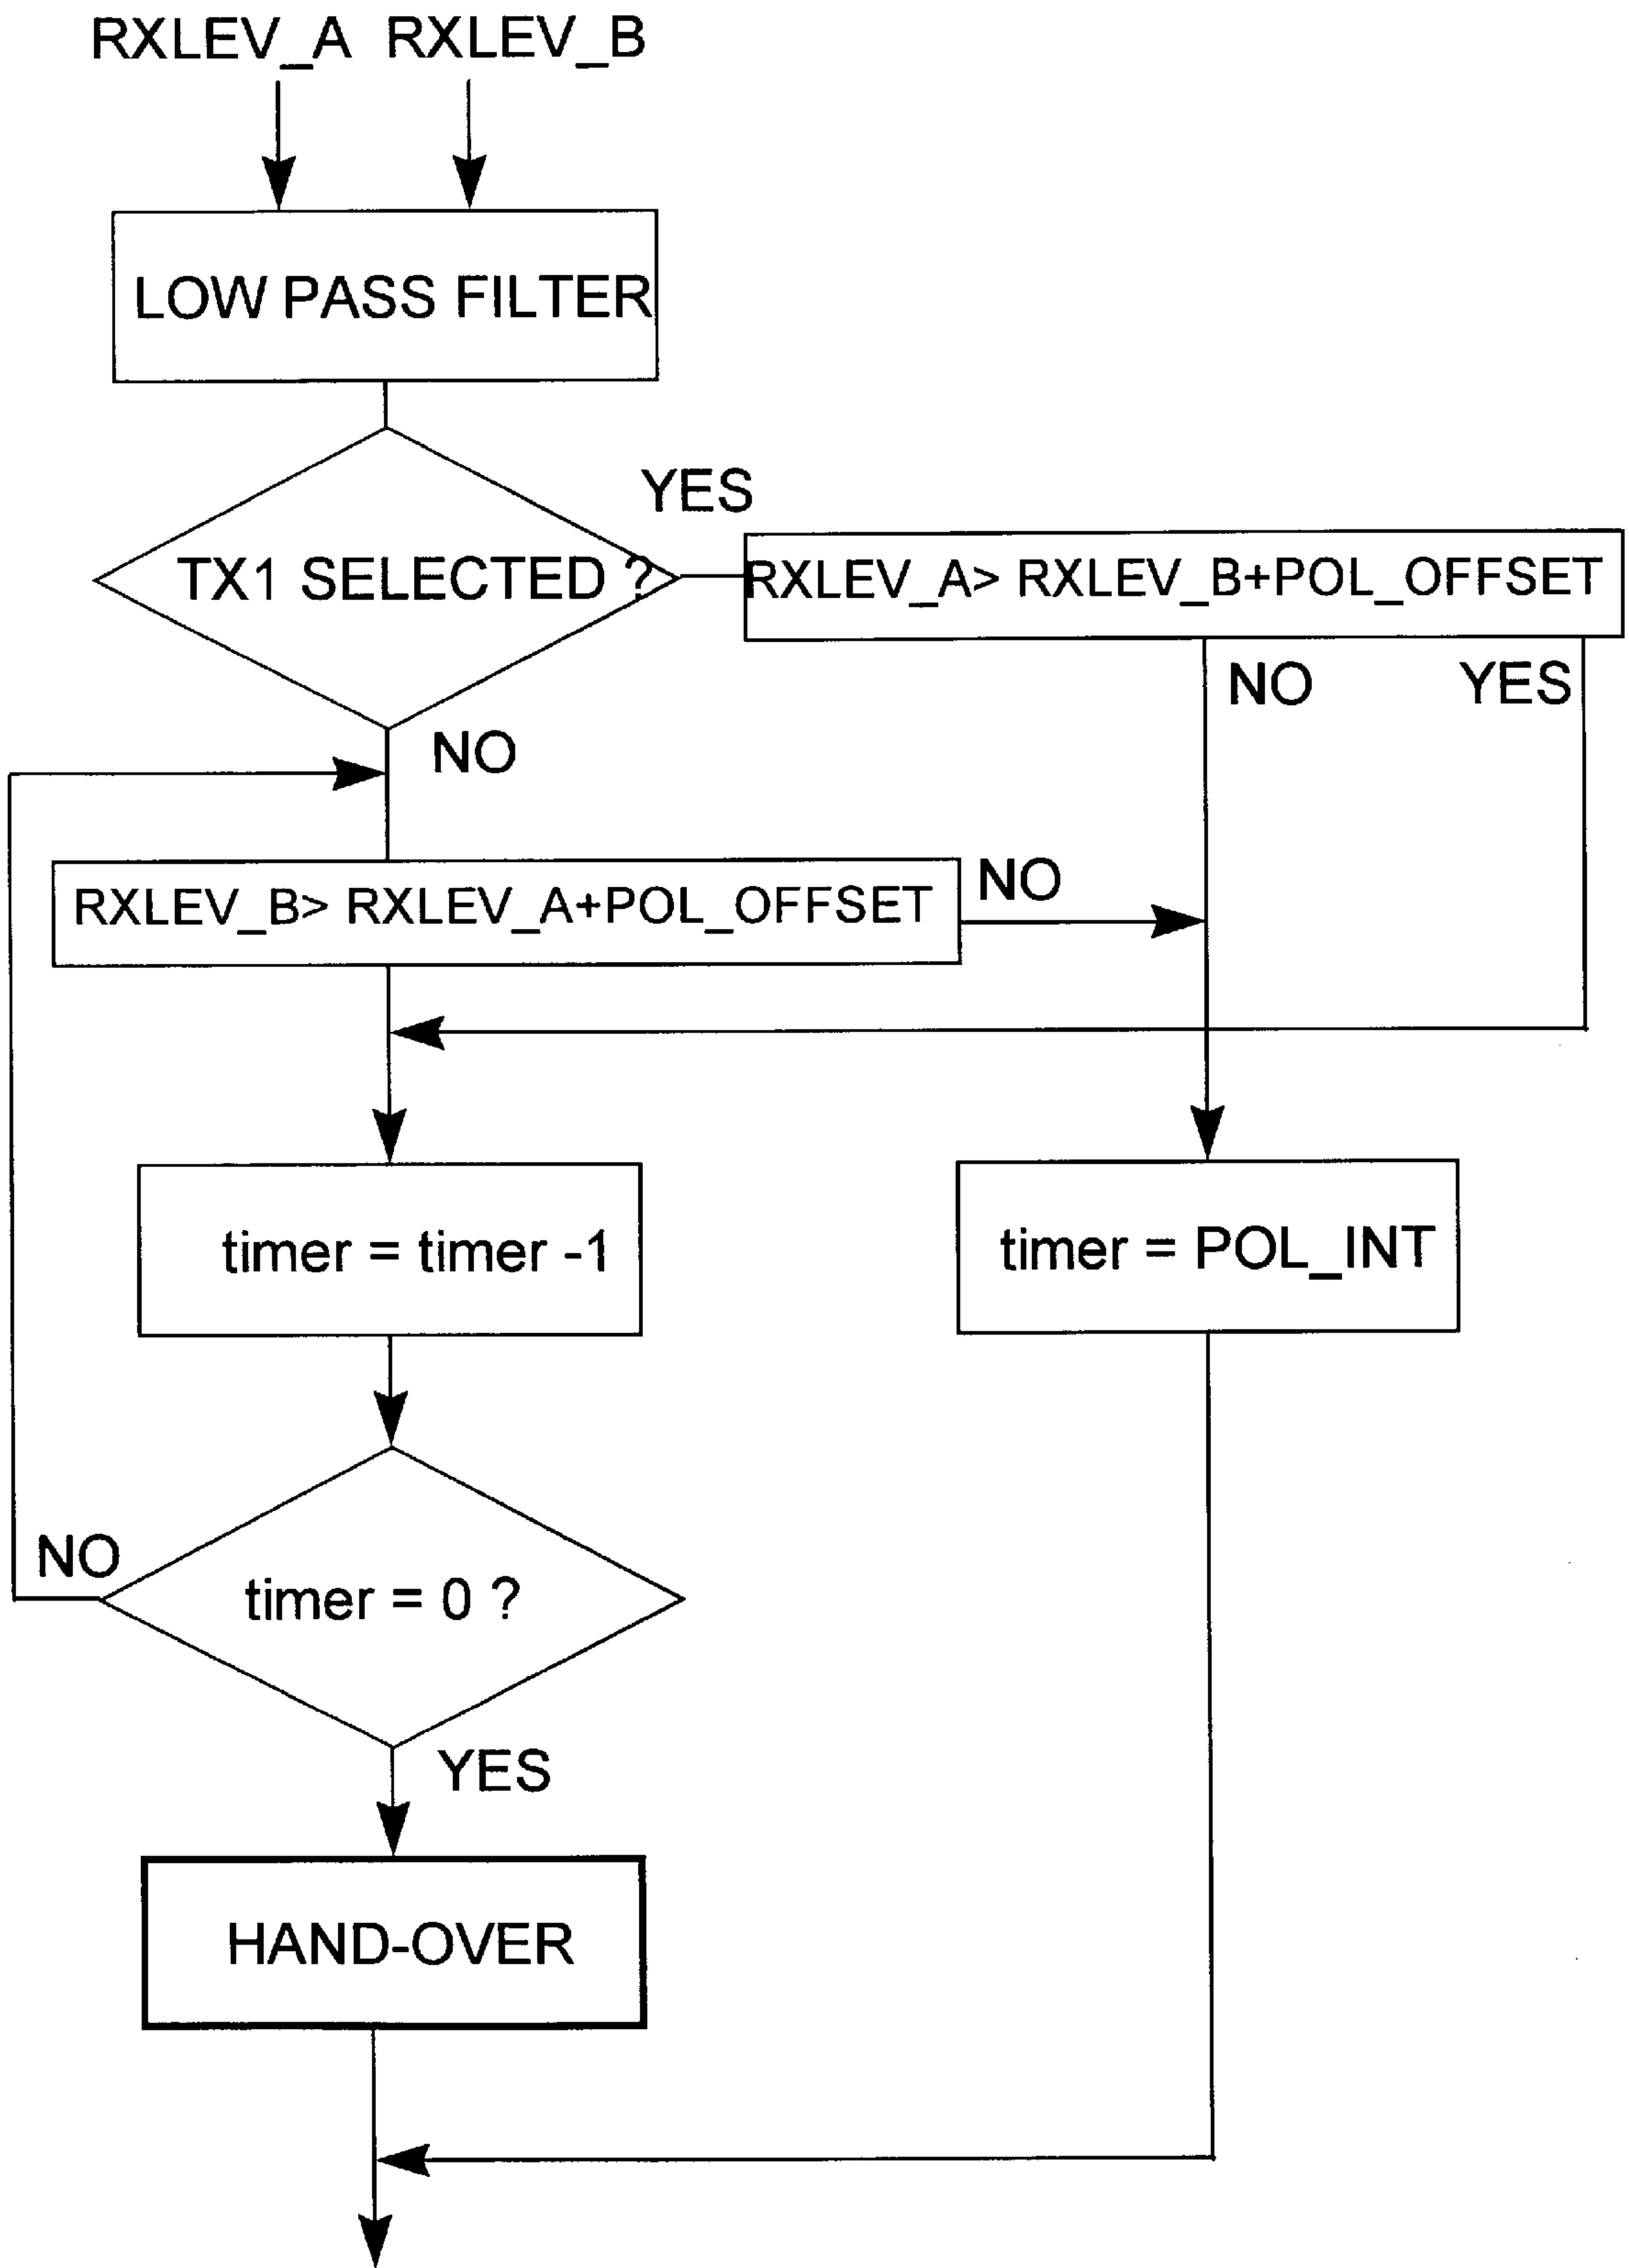 RXLEV_A RXLEV_B
LOW PASS FILTER
YES
TX1 SELECTED ?
RXLEV_A> RXLEV_B+POL_OFFSET
NO YES
NO
RXLEV_B> RXLEV_A+POL_OFFSET
NO
timer = timer -1
timer = POL_INT
NO
timer = 0 ?
YES
HAND-OVER